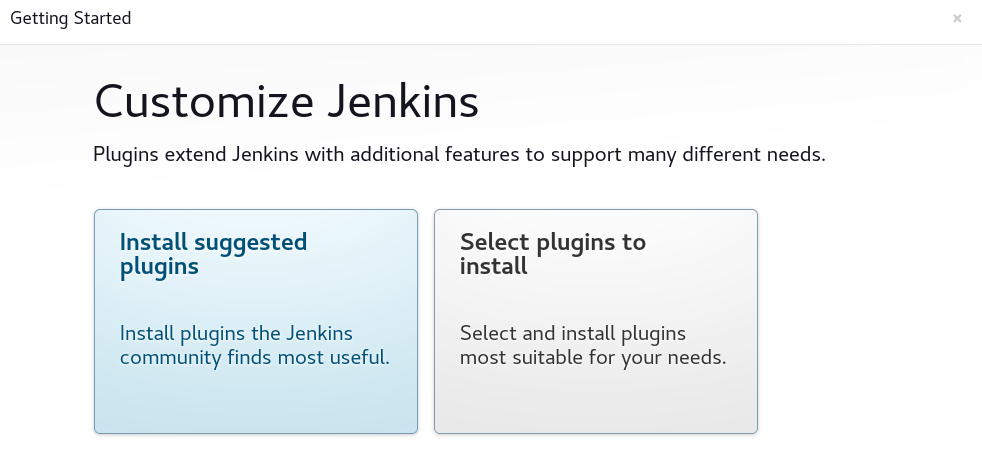 Getting Started ×
Customize Jenkins
Plugins extend Jenkins with additional features to support many different needs.
Install suggested
plugins
Install plugins the Jenkins
community finds most useful.
Select plugins to
install
Select and install plugins
most suitable for your needs.